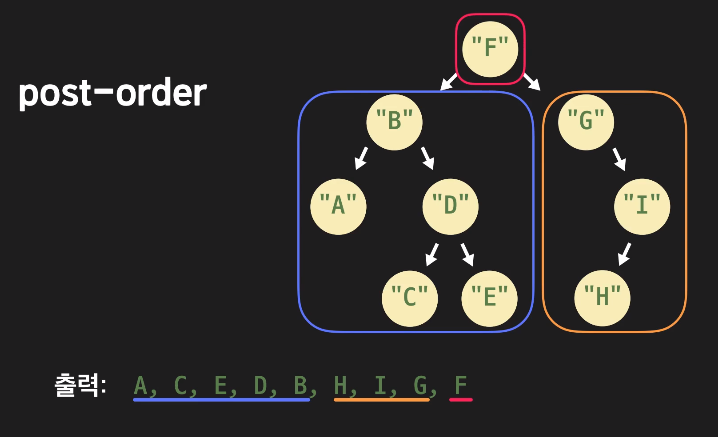 "F"
post-order
"B"
"G"
"A"
"D"
"I"
"C"
"E"
"H"
출력: A, C, E, D, B, H, I, G, F